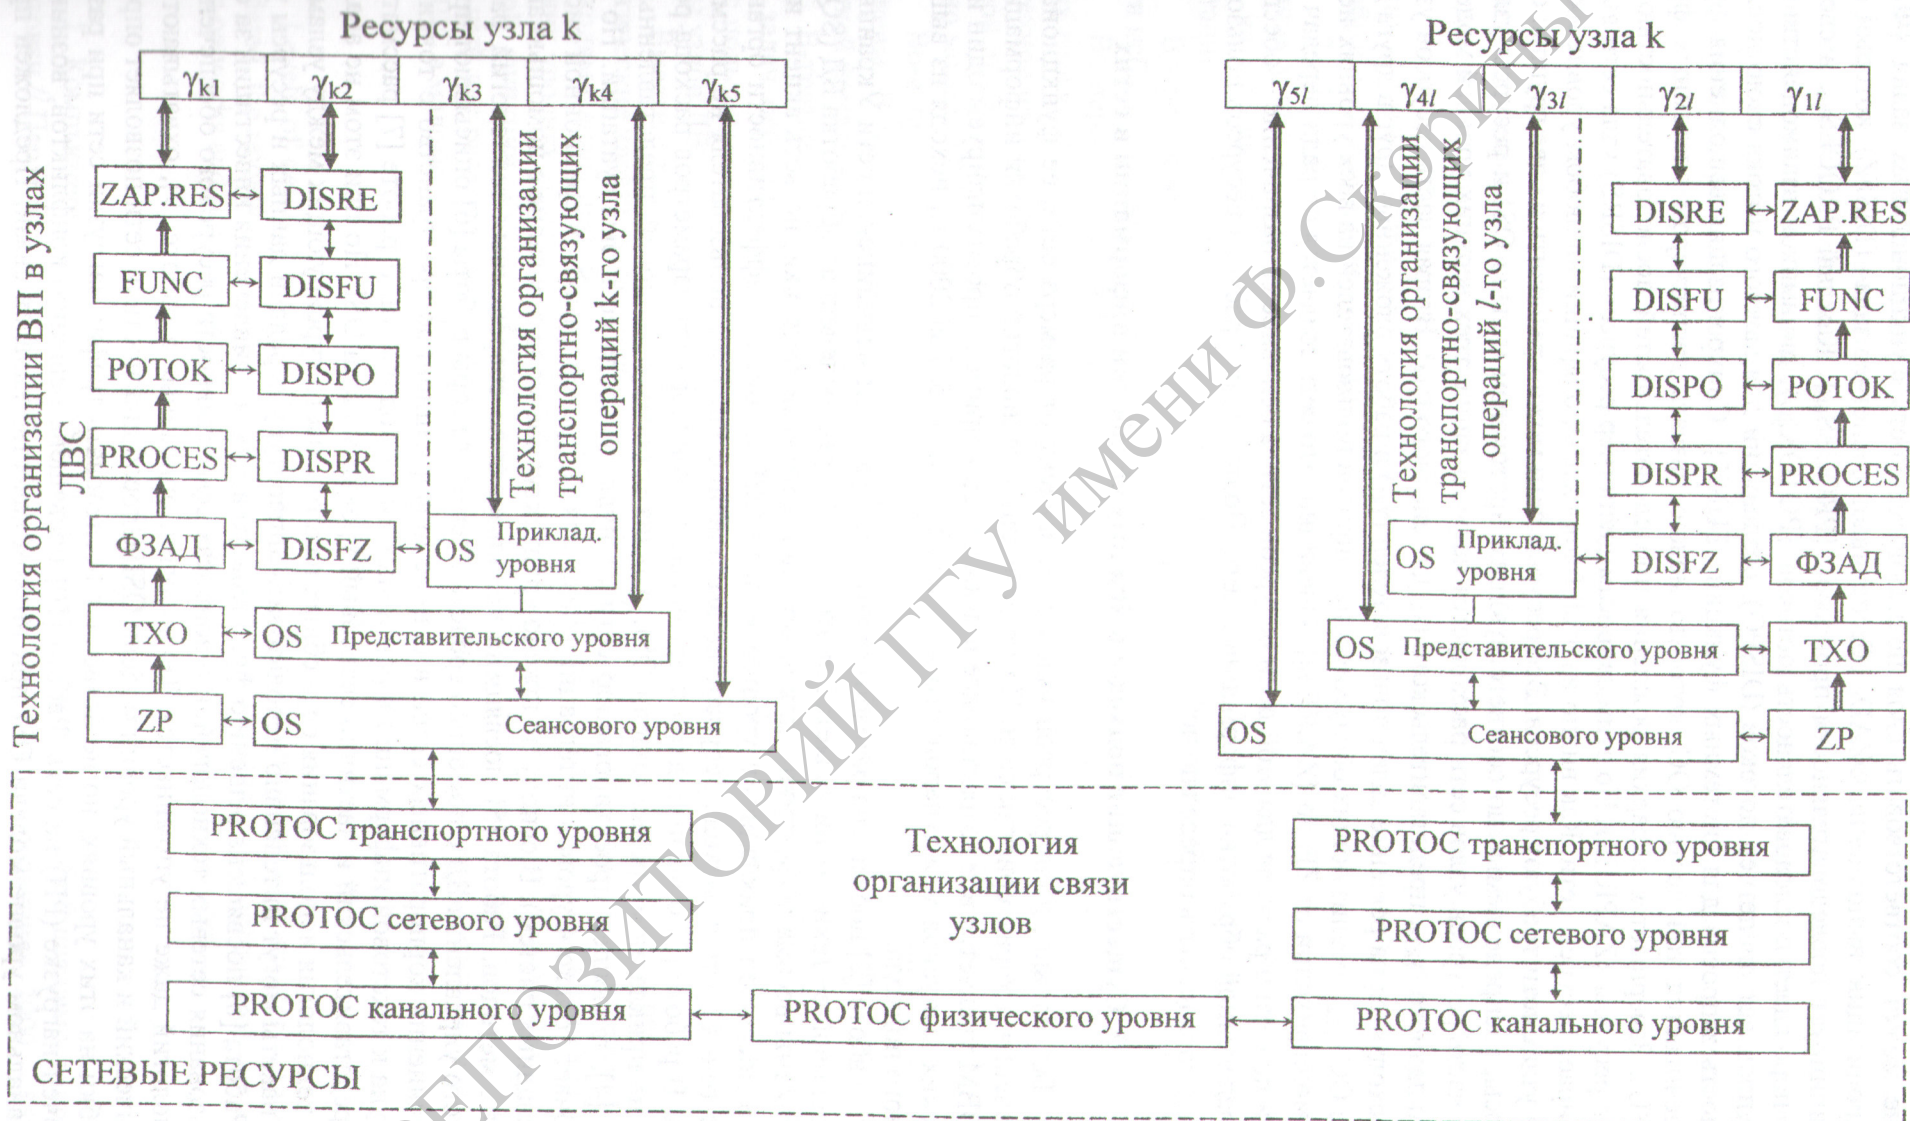 Ресурсы узла k
γk1 γk2 γk3 γk4 γk5
Технология организации ВП в узлах
ЛВС
ZAP.RES DISRE
FUNC DISFU
POTOK DISPO
PROCES DISPR
ФЗАД DISFZ
TXO
ZP
Технология организации
транспортно-связующих
операций k-го узла
OS Приклад.
уровня
OS Представительского уровня
OS Сеансового уровня
Ресурсы узла k
γ5l γ4l γ3l γ2l γ1l
Технология организации
транспортно-связующих
операций l-го узла
DISRE ZAP.RES
DISFU FUNC
DISPO POTOK
DISPR PROCES
OS Приклад.
уровня
DISFZ ФЗАД
OS Представительского уровня TXO
OS Сеансового уровня ZP
PROTOC транспортного уровня
PROTOC сетевого уровня
PROTOC канального уровня
Технология
организации связи
узлов
PROTOC физического уровня
PROTOC транспортного уровня
PROTOC сетевого уровня
PROTOC канального уровня
СЕТЕВЫЕ РЕСУРСЫ
ЕПОЗИТОРИЙ ГГУ имени Ф.Скорины